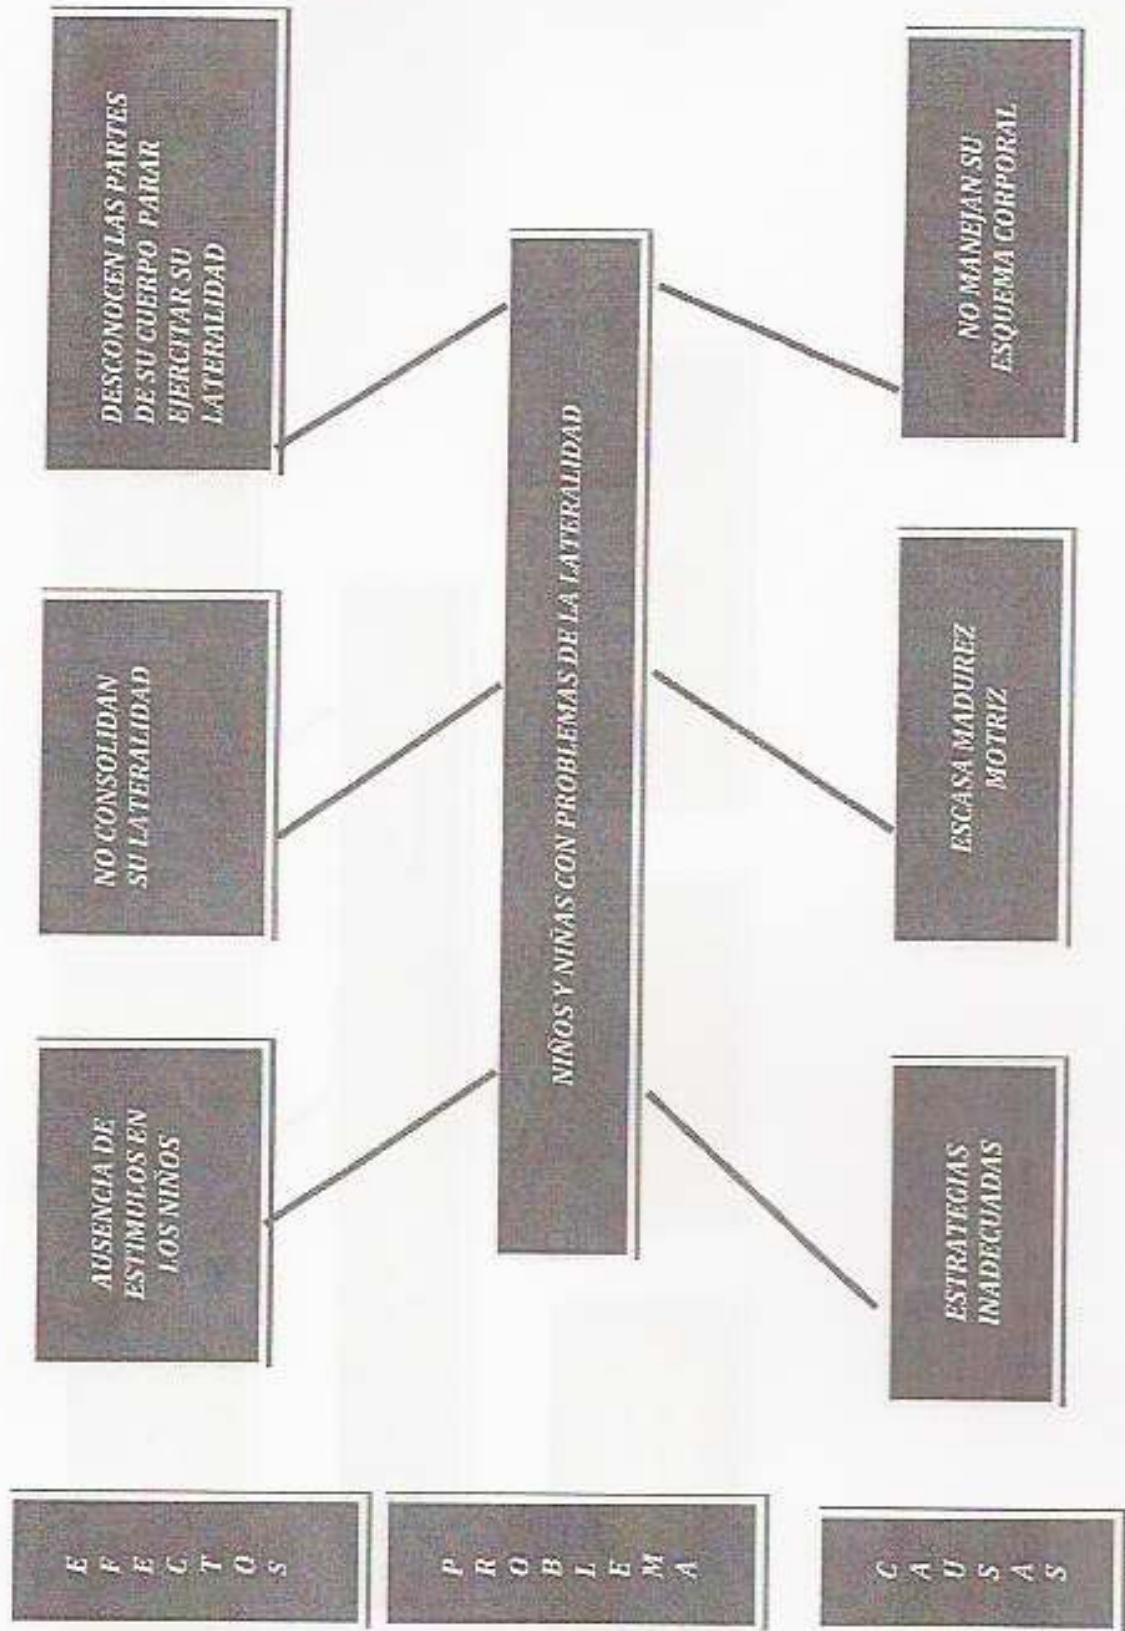 E
F
E
C
T
O
S
AUSENCIA DE
ESTIMULOS EN
LOS NIÑOS
NO CONSOLIDAN
SU LATERALIDAD
DESCONOCEN LAS PARTES
DE SU CUERPO PARAR
EJERCITAR SU
LATERALIDAD
P
R
O
B
L
E
M
A
NIÑOS Y NIÑAS CON PROBLEMAS DE LA LATERALIDAD
C
A
U
S
A
S
ESTRATEGIAS
INADECUADAS
ESCASA MADUREZ
MOTRIZ
NO MANEJAN SU
ESQUEMA CORPORAL